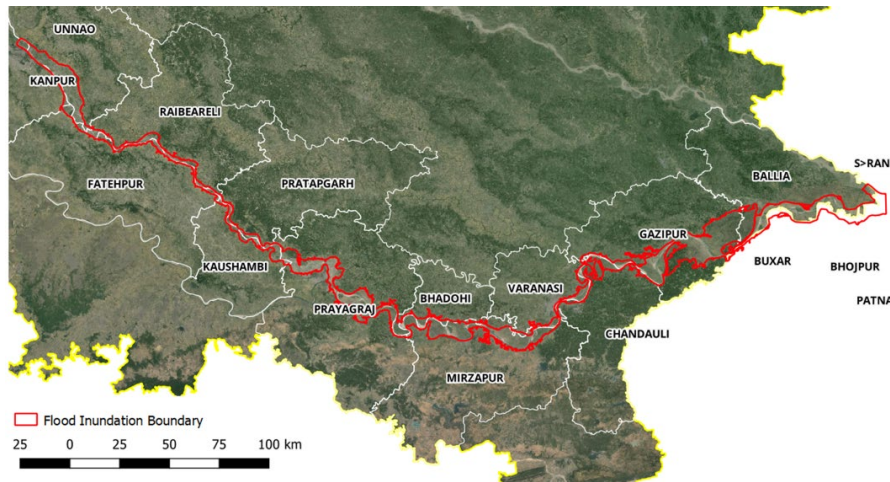 UNNAO
KANPUR
RAIBEARELI
FATEHPUR
PRATAPGARH
KAUSHAMBI
PRAYAGRAJ
BHADOHI
VARANASI
MIRZAPUR
GAZIPUR
CHANDAULI
BALLIA
S>RAN
BUXAR
BHOJPUR
PATNA
Flood Inundation Boundary
25 0 25 50 75 100 km